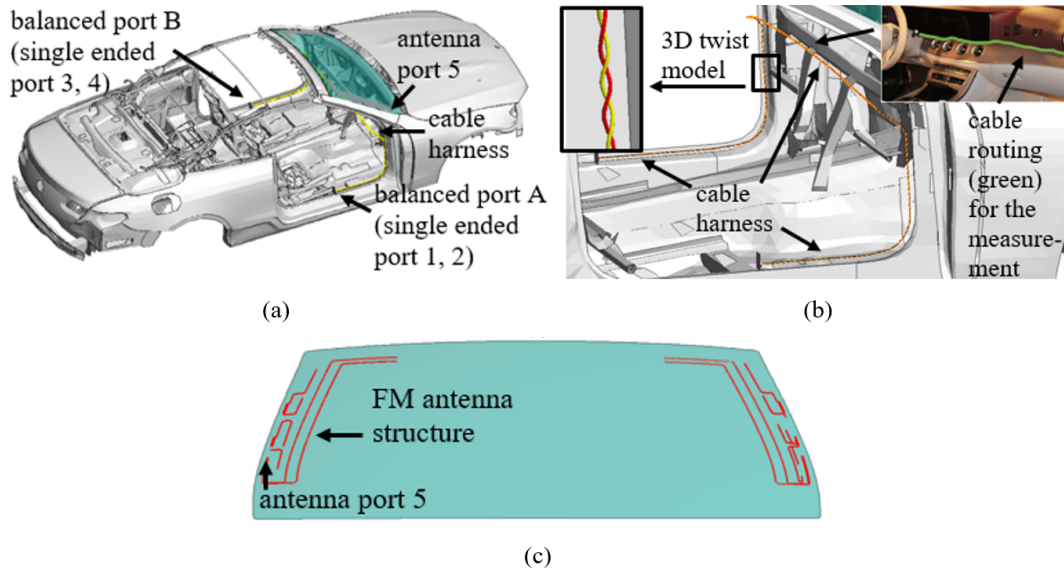 balanced port B
(single ended
port 3, 4)
antenna
port 5
cable
harness
balanced port A
(single ended
port 1, 2)
(a)
3D twist
model
cable
harness
cable
routing
(green)
for the
measure-
ment
(b)
FM antenna
structure
antenna port 5
(c)